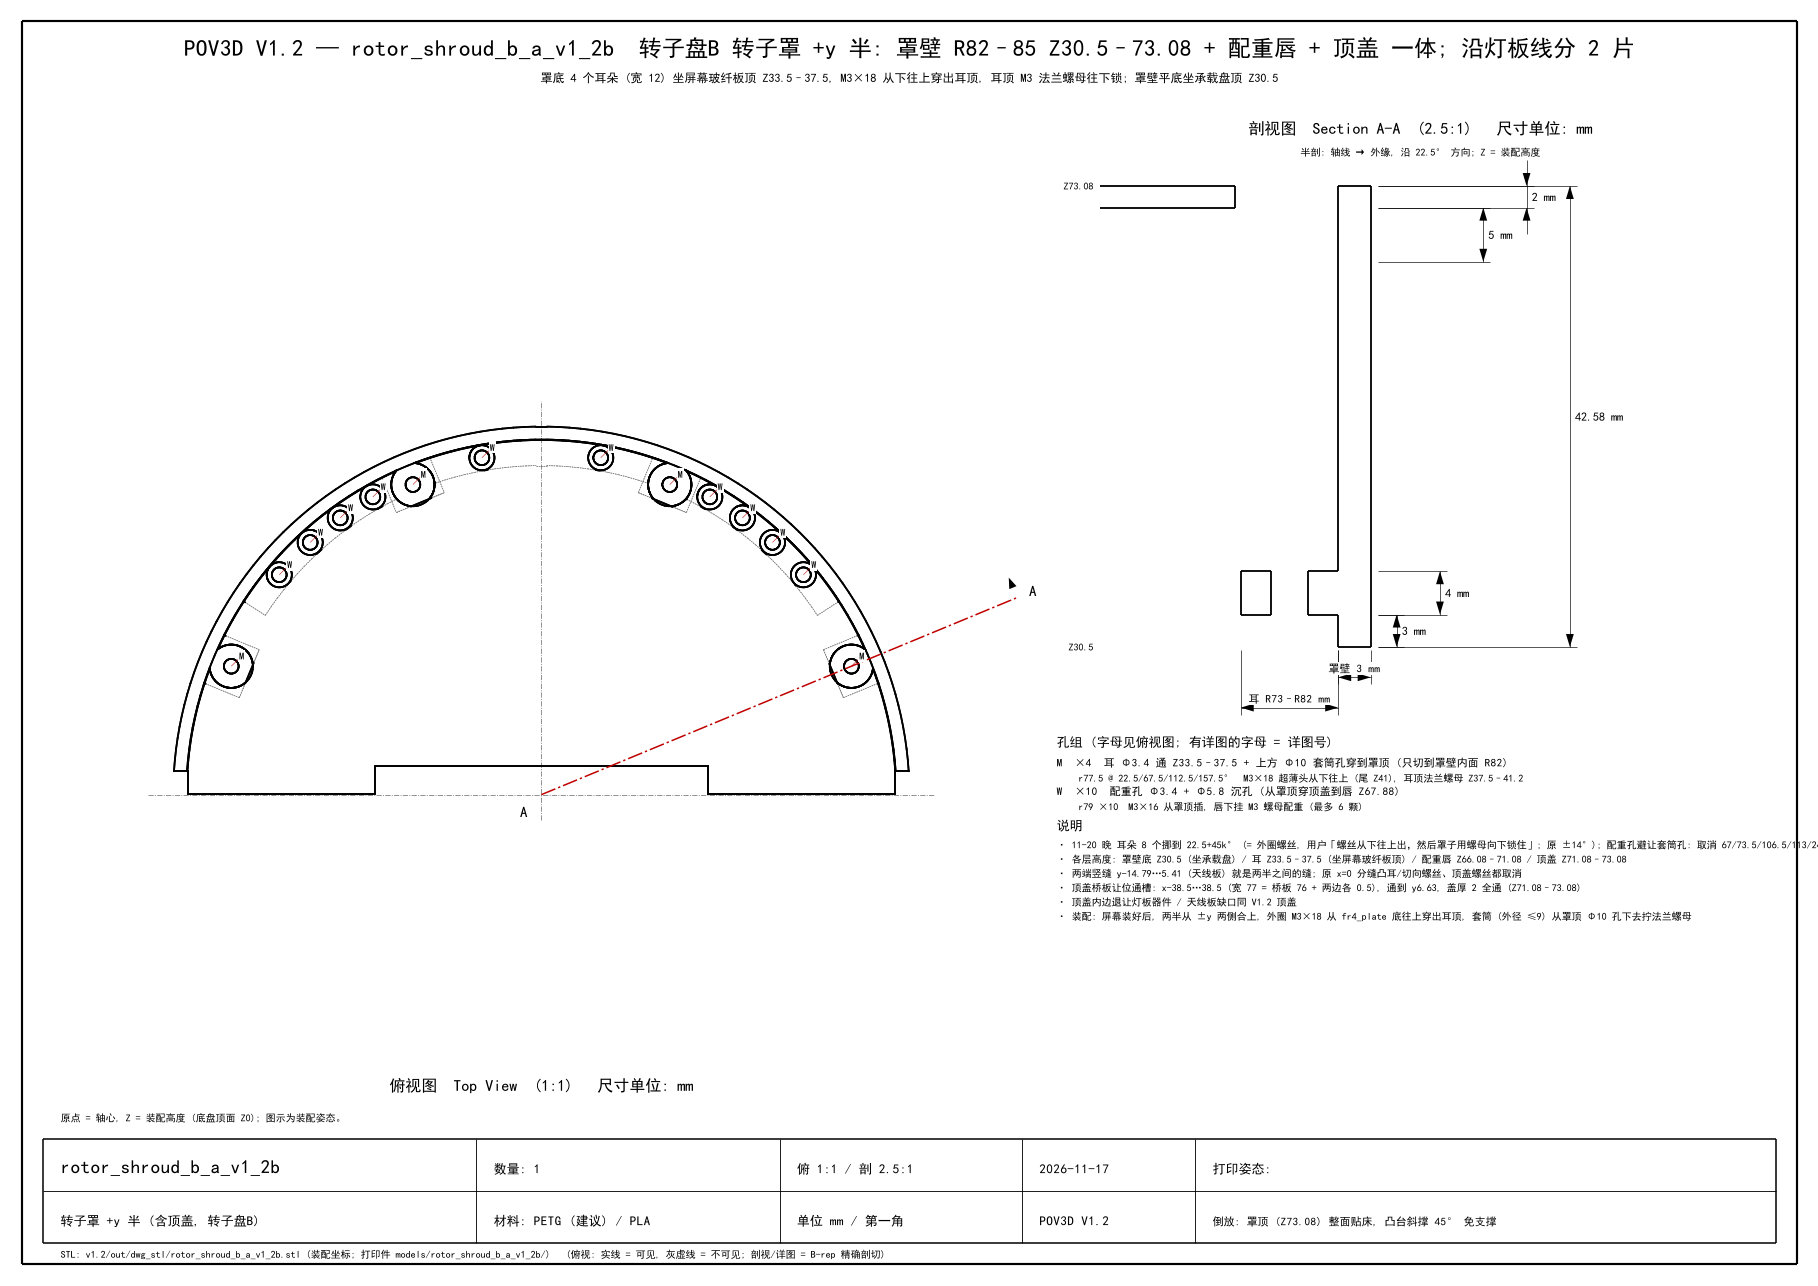 POV3D V1.2 — rotor_shroud_b_a_v1_2b 转子盘B 转子罩 +y 半: 罩壁 R82–85 Z30.5–73.08 + 配重唇 + 顶盖 一体; 沿灯板线分 2 片
罩底 4 个耳朵 (宽 12) 坐屏幕玻纤板顶 Z33.5–37.5, M3×18 从下往上穿出耳顶, 耳顶 M3 法兰螺母往下锁; 罩壁平底坐承载盘顶 Z30.5
剖视图 Section A-A (2.5:1) 尺寸单位: mm
半剖: 轴线 → 外缘, 沿 22.5° 方向; Z = 装配高度
Z73.08
2 mm
5 mm
42.58 mm
4 mm
3 mm
Z30.5
罩壁 3 mm
耳 R73–R82 mm
W
W
M
M
W
W
W
W
W
W
W
W
M
M
A
A
孔组 (字母见俯视图; 有详图的字母 = 详图号)
M ×4 耳 Φ3.4 通 Z33.5–37.5 + 上方 Φ10 套筒孔穿到罩顶 (只切到罩壁内面 R82)
r77.5 @ 22.5/67.5/112.5/157.5° M3×18 超薄头从下往上 (尾 Z41), 耳顶法兰螺母 Z37.5–41.2
W ×10 配重孔 Φ3.4 + Φ5.8 沉孔 (从罩顶穿顶盖到唇 Z67.88)
r79 ×10 M3×16 从罩顶插, 唇下挂 M3 螺母配重 (最多 6 颗)
说明
· 11-20 晚 耳朵 8 个挪到 22.5+45k° (= 外圈螺丝, 用户「螺丝从下往上出, 然后罩子用螺母向下锁住」; 原 ±14°); 配重孔避让套筒孔: 取消 67/73.5/106.5/113/24
· 各层高度: 罩壁底 Z30.5 (坐承载盘) / 耳 Z33.5–37.5 (坐屏幕玻纤板顶) / 配重唇 Z66.08–71.08 / 顶盖 Z71.08–73.08
· 两端竖缝 y-14.79…5.41 (天线板) 就是两半之间的缝; 原 x=0 分缝凸耳/切向螺丝、顶盖螺丝都取消
· 顶盖桥板让位通槽: x-38.5…38.5 (宽 77 = 桥板 76 + 两边各 0.5), 通到 y6.63, 盖厚 2 全通 (Z71.08–73.08)
· 顶盖内边退让灯板器件 / 天线板缺口同 V1.2 顶盖
· 装配: 屏幕装好后, 两半从 ±y 两侧合上, 外圈 M3×18 从 fr4_plate 底往上穿出耳顶, 套筒 (外径 ≤9) 从罩顶 Φ10 孔下去拧法兰螺母
俯视图 Top View (1:1) 尺寸单位: mm
原点 = 轴心, Z = 装配高度 (底盘顶面 Z0); 图示为装配姿态。
rotor_shroud_b_a_v1_2b
数量: 1
俯 1:1 / 剖 2.5:1
2026-11-17
打印姿态:
转子罩 +y 半 (含顶盖, 转子盘B)
材料: PETG (建议) / PLA
单位 mm / 第一角
POV3D V1.2
倒放: 罩顶 (Z73.08) 整面贴床, 凸台斜撑 45° 免支撑
STL: v1.2/out/dwg_stl/rotor_shroud_b_a_v1_2b.stl (装配坐标; 打印件 models/rotor_shroud_b_a_v1_2b/) (俯视: 实线 = 可见, 灰虚线 = 不可见; 剖视/详图 = B-rep 精确剖切)